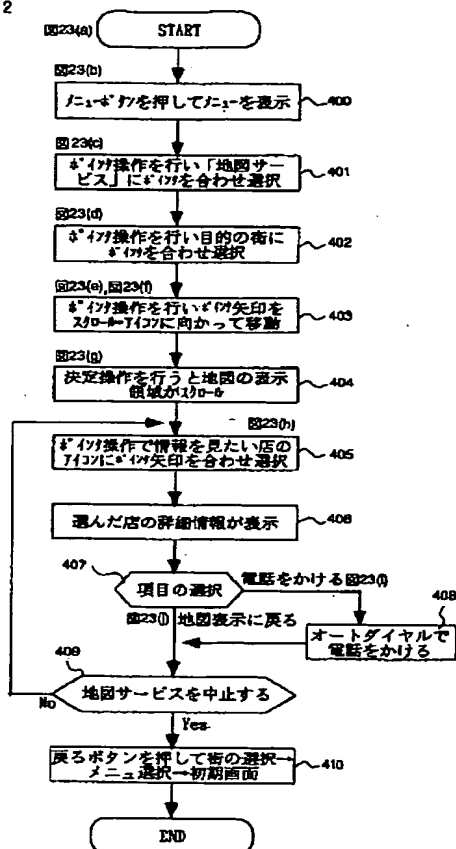 2
図23(a)
START
図23(b)
メニューボタンを押してメニューを表示
400
図23(c)
ポインタ操作を行い「地図サー
ビス」にポインタを合わせ選択
401
図23(d)
ポインタ操作を行い目的の街に
ポインタを合わせ選択
402
図23(e),図23(f)
ポインタ操作を行いポインタ矢印を
スクロールアイコンに向かって移動
403
図23(g)
決定操作を行うと地図の表示
領域がスクロール
404
図23(h)
ポインタ操作で情報を見たい店の
アイコンにポインタ矢印を合わせ選択
405
選んだ店の詳細情報が表示
406
407
項目の選択
電話をかける図23(i)
408
図23(j) 地図表示に戻る
オートダイヤルで
電話をかける
409
地図サービスを中止する
No
Yes
戻るボタンを押して街の選択→
メニュー選択→初期画面
410
END